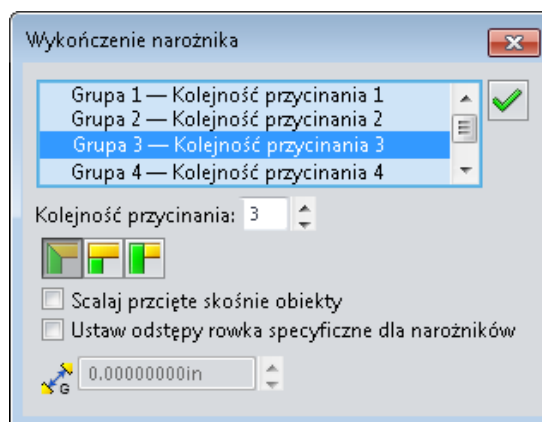 Wykończenie narożnika
Grupa 1 — Kolejność przycinania 1
Grupa 2 — Kolejność przycinania 2
Grupa 3 — Kolejność przycinania 3
Grupa 4 — Kolejność przycinania 4
Kolejność przycinania: 3
Scalaj przcięte skośnie obiekty
Ustaw odstępy rowka specyficzne dla narożników
G 0.00000000in